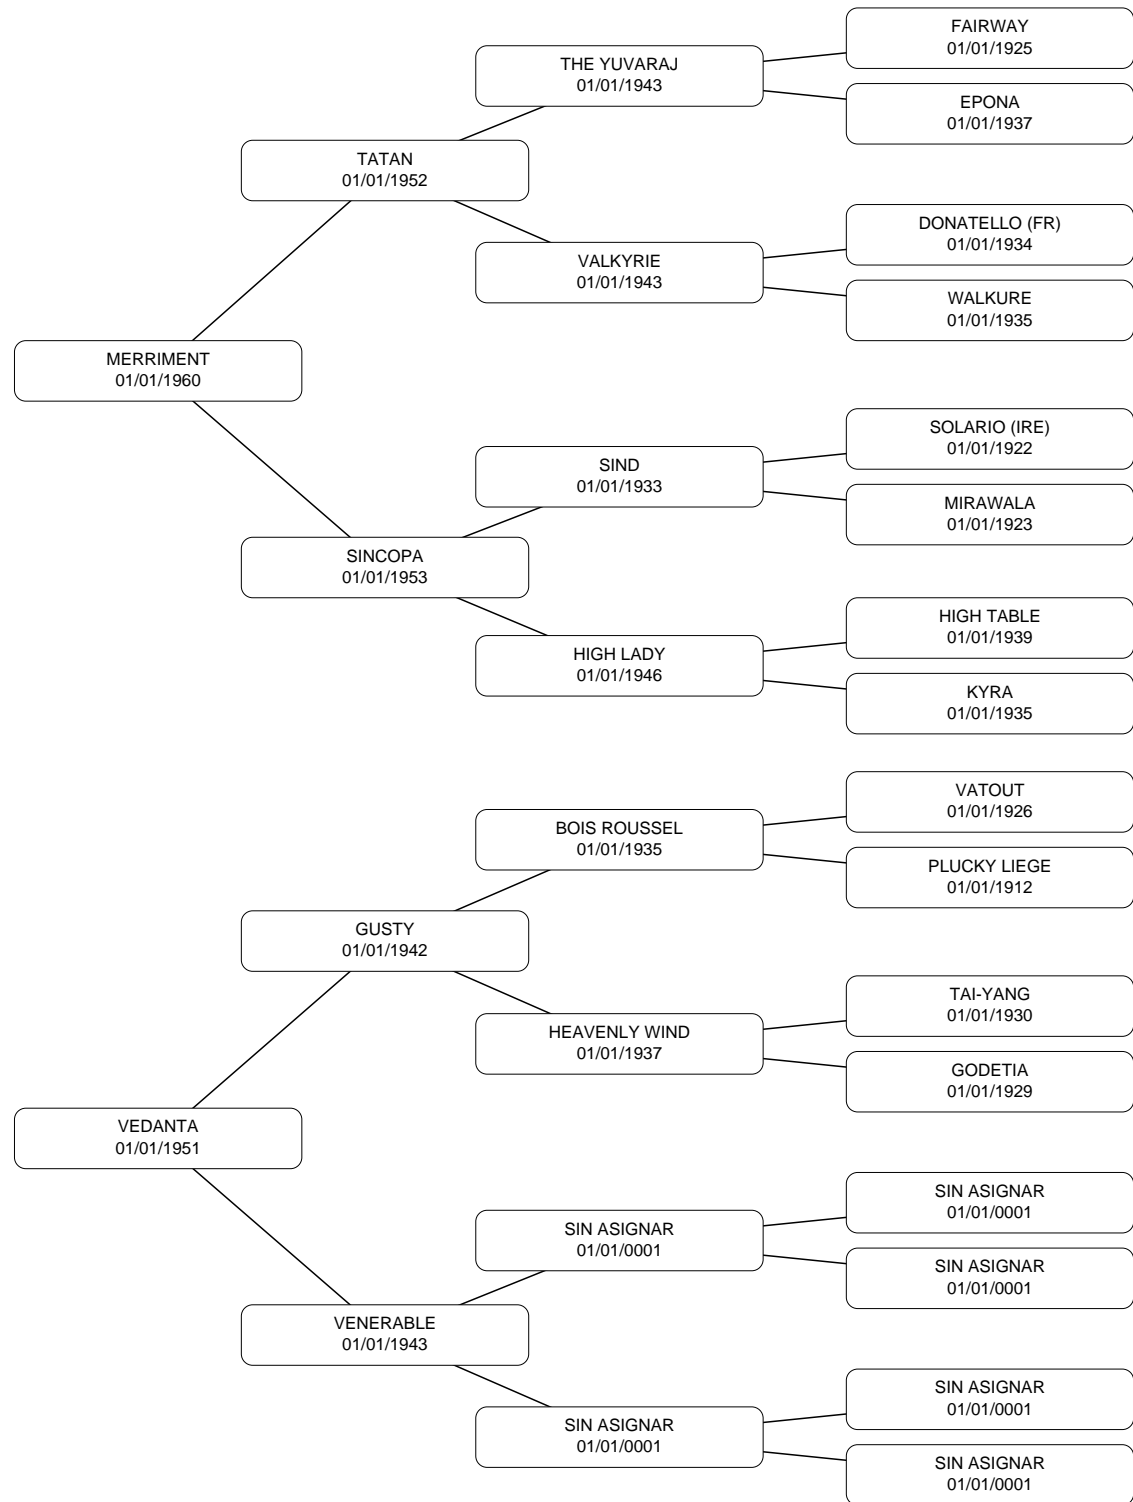 FAIRWAY
01/01/1925
THE YUVARAJ
01/01/1943
EPONA
01/01/1937
TATAN
01/01/1952
DONATELLO (FR)
01/01/1934
VALKYRIE
01/01/1943
WALKURE
01/01/1935
MERRIMENT
01/01/1960
SOLARIO (IRE)
01/01/1922
SIND
01/01/1933
MIRAWALA
01/01/1923
SINCOPA
01/01/1953
HIGH TABLE
01/01/1939
HIGH LADY
01/01/1946
KYRA
01/01/1935
VATOUT
01/01/1926
BOIS ROUSSEL
01/01/1935
PLUCKY LIEGE
01/01/1912
GUSTY
01/01/1942
TAI-YANG
01/01/1930
HEAVENLY WIND
01/01/1937
GODETIA
01/01/1929
VEDANTA
01/01/1951
SIN ASIGNAR
01/01/0001
SIN ASIGNAR
01/01/0001
SIN ASIGNAR
01/01/0001
VENERABLE
01/01/1943
SIN ASIGNAR
01/01/0001
SIN ASIGNAR
01/01/0001
SIN ASIGNAR
01/01/0001